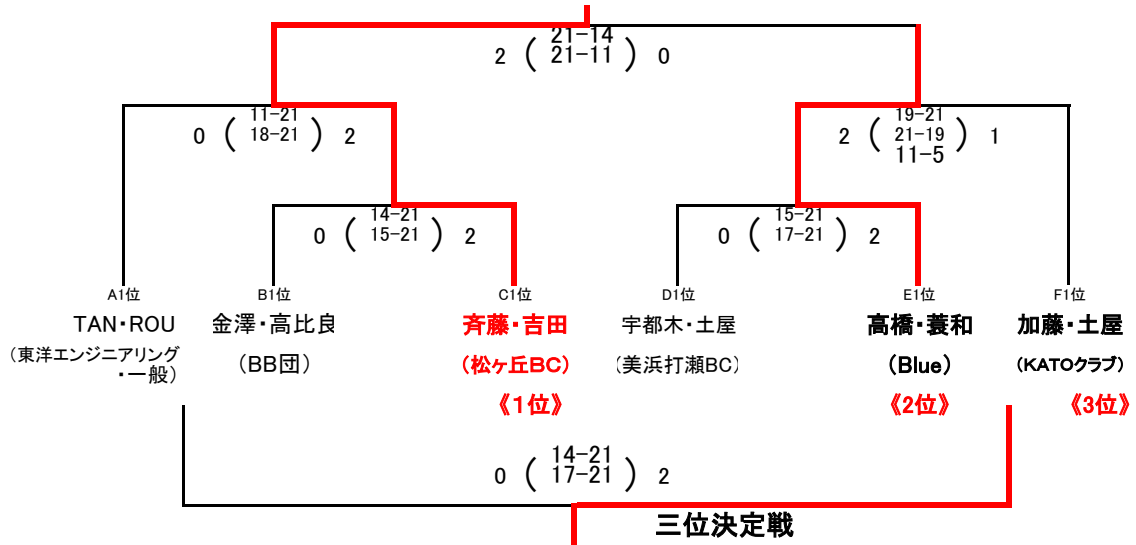 21-14
2 ( 21-11 ) 0
11-21
0 ( 18-21 ) 2
19-21
2 ( 21-19 ) 1
11-5
14-21
0 ( 15-21 ) 2
15-21
0 ( 17-21 ) 2
A1位
B1位
C1位
D1位
E1位
F1位
TAN・ROU
金澤・高比良
斉藤・吉田
宇都木・土屋
高橋・蓑和
加藤・土屋
(東洋エンジニアリング
・一般)
(BB団)
(松ヶ丘BC)
(美浜打瀬BC)
(Blue)
(KATOクラブ)
《1位》
《2位》
《3位》
14-21
0 ( 17-21 ) 2
三位決定戦